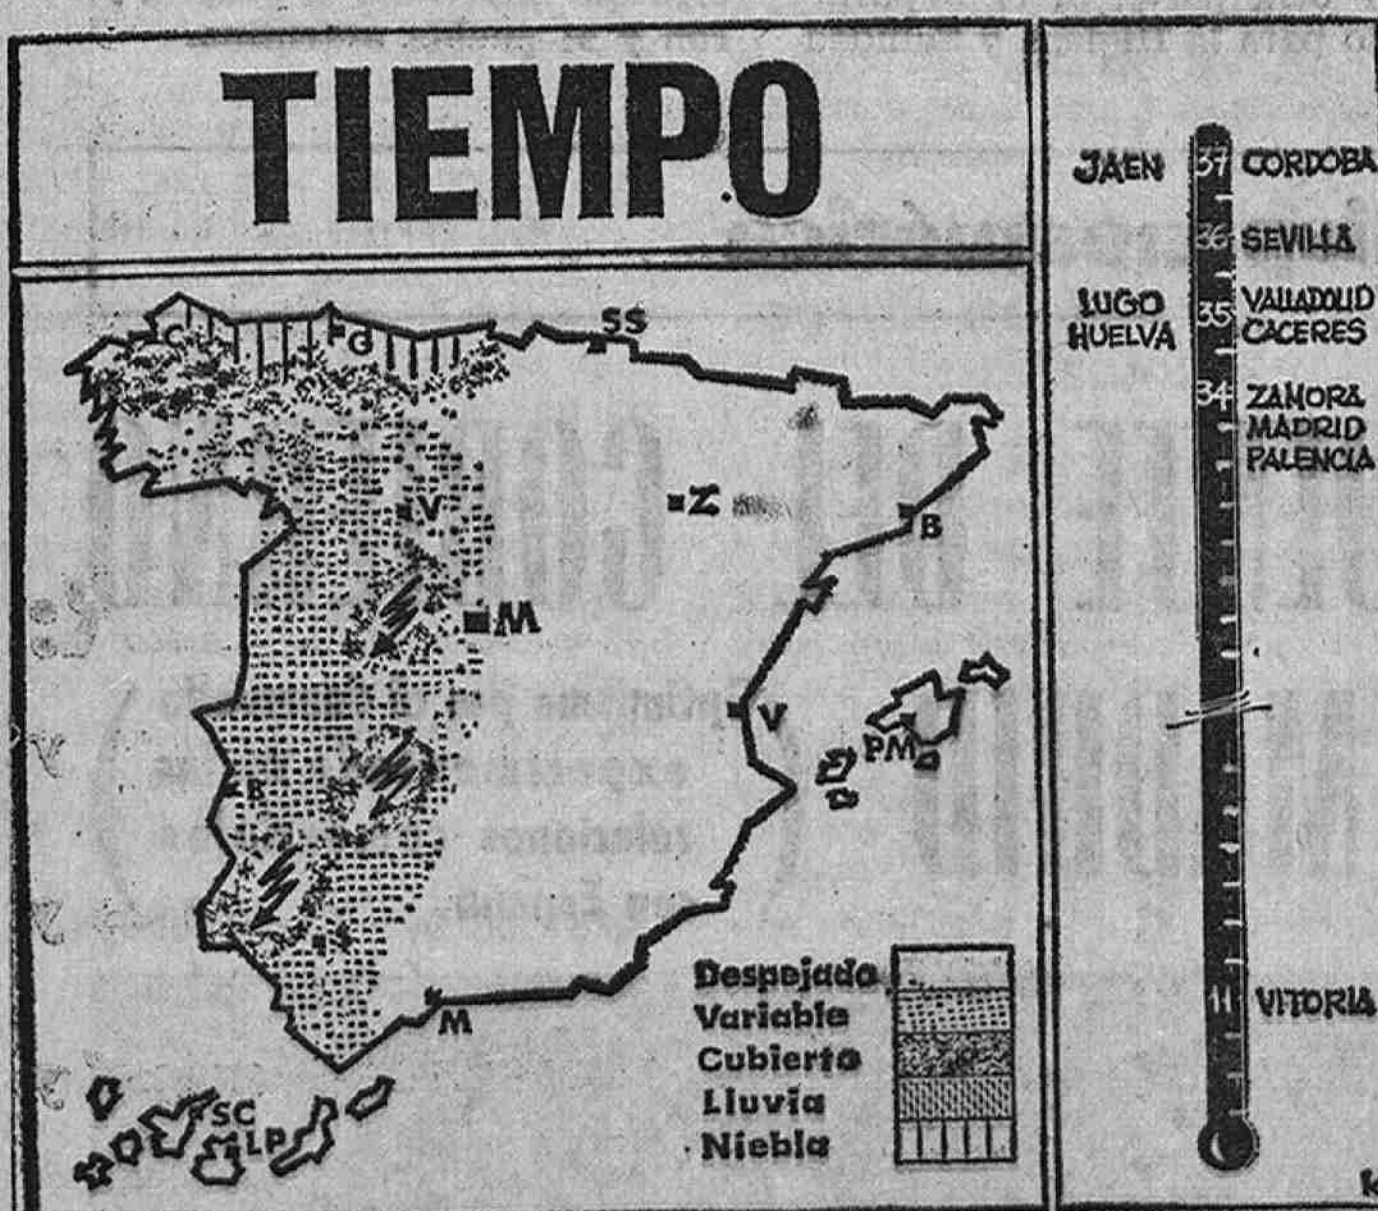 TIEMPO
C
G
SS
V
Z
B
M
V
PM
B
S
M
SC
LP
Despejado
Variable
Cubierto
Lluvia
Niebla
JAEN 37 CORDOBA
36 SEVILLA
LUGO 35 VALLADOLID
HUELVA CACERES
34 ZAMORA
MADRID
PALENCIA
11 VITORIA